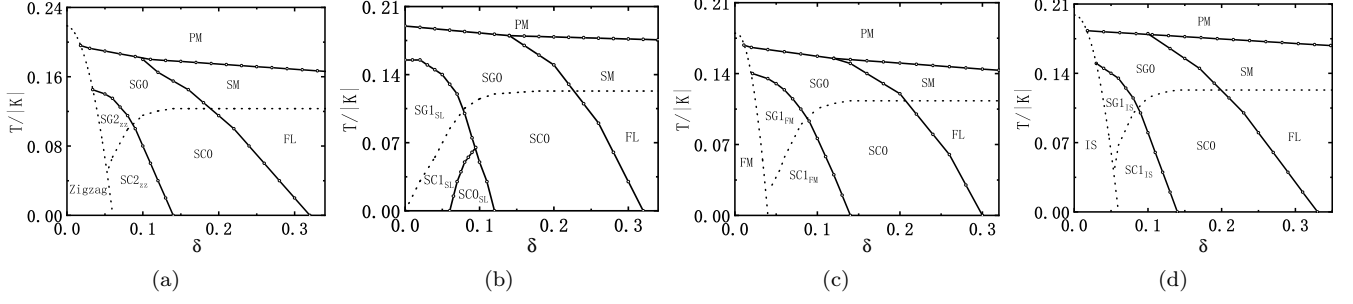 0.24
0.16
0.08
0.00
T/|K|
PM
SG0
SM
SG2zz
SC0
FL
Zigzag
SC2zz
0.0
0.1
0.2
0.3
δ
(a)
0.21
0.14
0.07
0.00
T/|K|
PM
SG0
SM
SG1SL
SC0
FL
SC1SL
SC0SL
0.0
0.1
0.2
0.3
δ
(b)
0.21
0.14
0.07
0.00
T/|K|
PM
SG0
SM
SG1FM
FL
SC0
FM
SC1FM
0.0
0.1
0.2
0.3
δ
(c)
0.21
0.14
0.07
0.00
T/|K|
PM
SG0
SM
SG1IS
FL
IS
SC0
SC1IS
0.0
0.1
0.2
0.3
δ
(d)